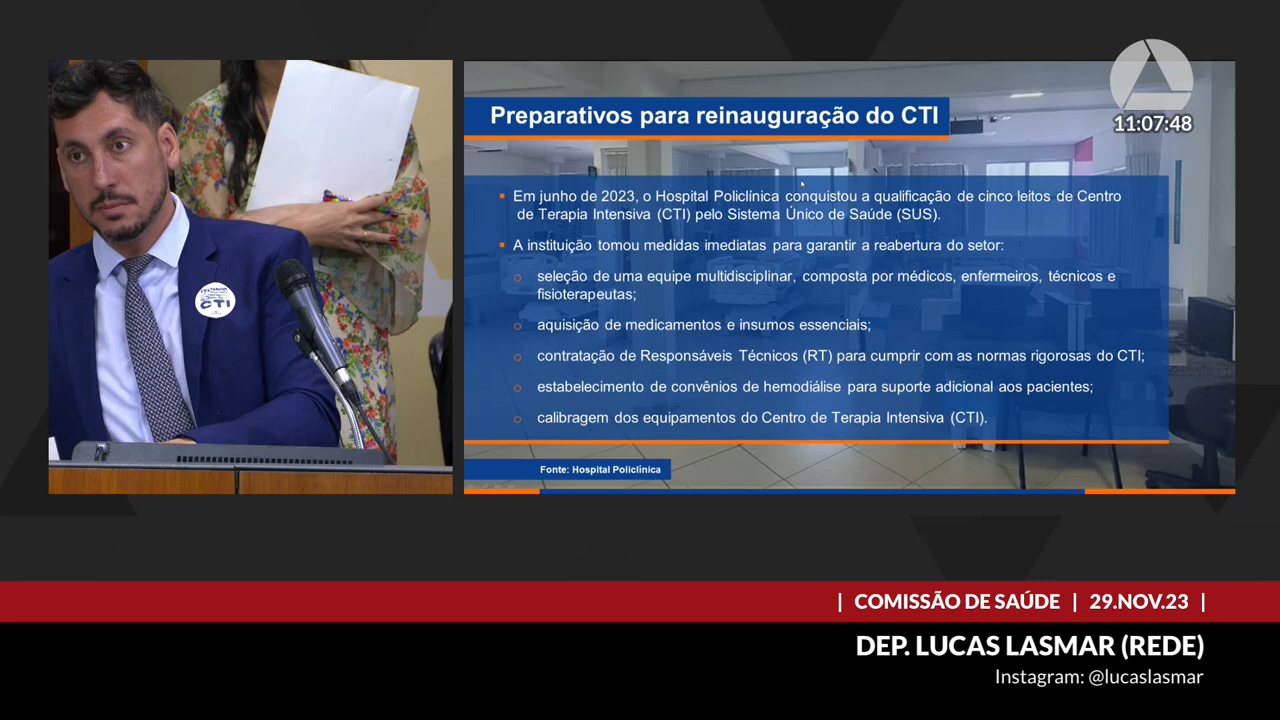 Preparativos para reinauguração do CTI
11:07:48
▪ Em junho de 2023, o Hospital Policlínica conquistou a qualificação de cinco leitos de Centro
de Terapia Intensiva (CTI) pelo Sistema Único de Saúde (SUS).
▪ A instituição tomou medidas imediatas para garantir a reabertura do setor:
o seleção de uma equipe multidisciplinar, composta por médicos, enfermeiros, técnicos e
fisioterapeutas;
o aquisição de medicamentos e insumos essenciais;
o contratação de Responsáveis Técnicos (RT) para cumprir com as normas rigorosas do CTI;
o estabelecimento de convênios de hemodiálise para suporte adicional aos pacientes;
o calibragem dos equipamentos do Centro de Terapia Intensiva (CTI).
Fonte: Hospital Policlínica
CTI
| COMISSÃO DE SAÚDE | 29.NOV.23 |
DEP. LUCAS LASMAR (REDE)
Instagram: @lucaslasmar